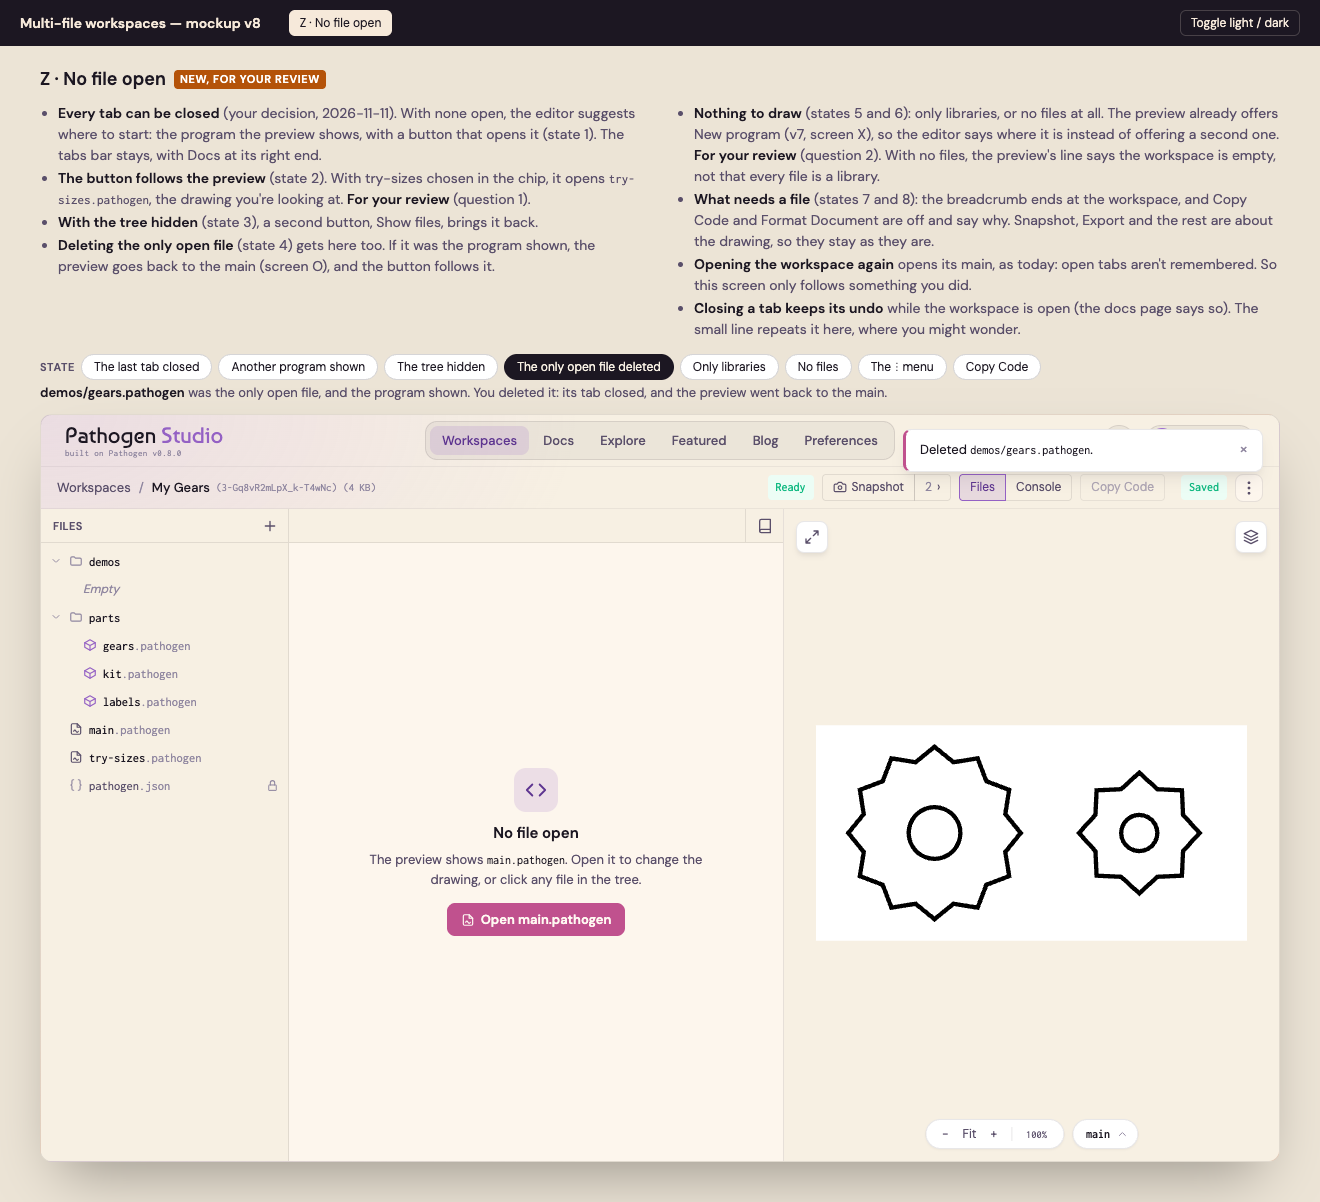 Multi-file workspaces — mockup v8
Z · No file open
Toggle light / dark
Z · No file open NEW, FOR YOUR REVIEW
• Every tab can be closed (your decision, 2026-11-11). With none open, the editor suggests
where to start: the program the preview shows, with a button that opens it (state 1). The
tabs bar stays, with Docs at its right end.
• The button follows the preview (state 2). With try-sizes chosen in the chip, it opens try-
sizes.pathogen, the drawing you're looking at. For your review (question 1).
• With the tree hidden (state 3), a second button, Show files, brings it back.
• Deleting the only open file (state 4) gets here too. If it was the program shown, the
preview goes back to the main (screen O), and the button follows it.
• Nothing to draw (states 5 and 6): only libraries, or no files at all. The preview already offers
New program (v7, screen X), so the editor says where it is instead of offering a second one.
For your review (question 2). With no files, the preview's line says the workspace is empty,
not that every file is a library.
• What needs a file (states 7 and 8): the breadcrumb ends at the workspace, and Copy
Code and Format Document are off and say why. Snapshot, Export and the rest are about
the drawing, so they stay as they are.
• Opening the workspace again opens its main, as today: open tabs aren't remembered. So
this screen only follows something you did.
• Closing a tab keeps its undo while the workspace is open (the docs page says so). The
small line repeats it here, where you might wonder.
STATE The last tab closed Another program shown The tree hidden The only open file deleted Only libraries No files The ⋮ menu Copy Code
demos/gears.pathogen was the only open file, and the program shown. You deleted it: its tab closed, and the preview went back to the main.
Pathogen Studio
built on Pathogen v0.8.0
Workspaces Docs Explore Featured Blog Preferences
Deleted demos/gears.pathogen. ×
Workspaces / My Gears (3-Gq8vR2mLpX_k-T4wNc) (4 KB)
Ready Snapshot 2 › Files Console Copy Code Saved ⋮
FILES +
demos
Empty
parts
gears.pathogen
kit.pathogen
labels.pathogen
main.pathogen
try-sizes.pathogen
{} pathogen.json
No file open
The preview shows main.pathogen. Open it to change the
drawing, or click any file in the tree.
Open main.pathogen
− Fit + 100% main